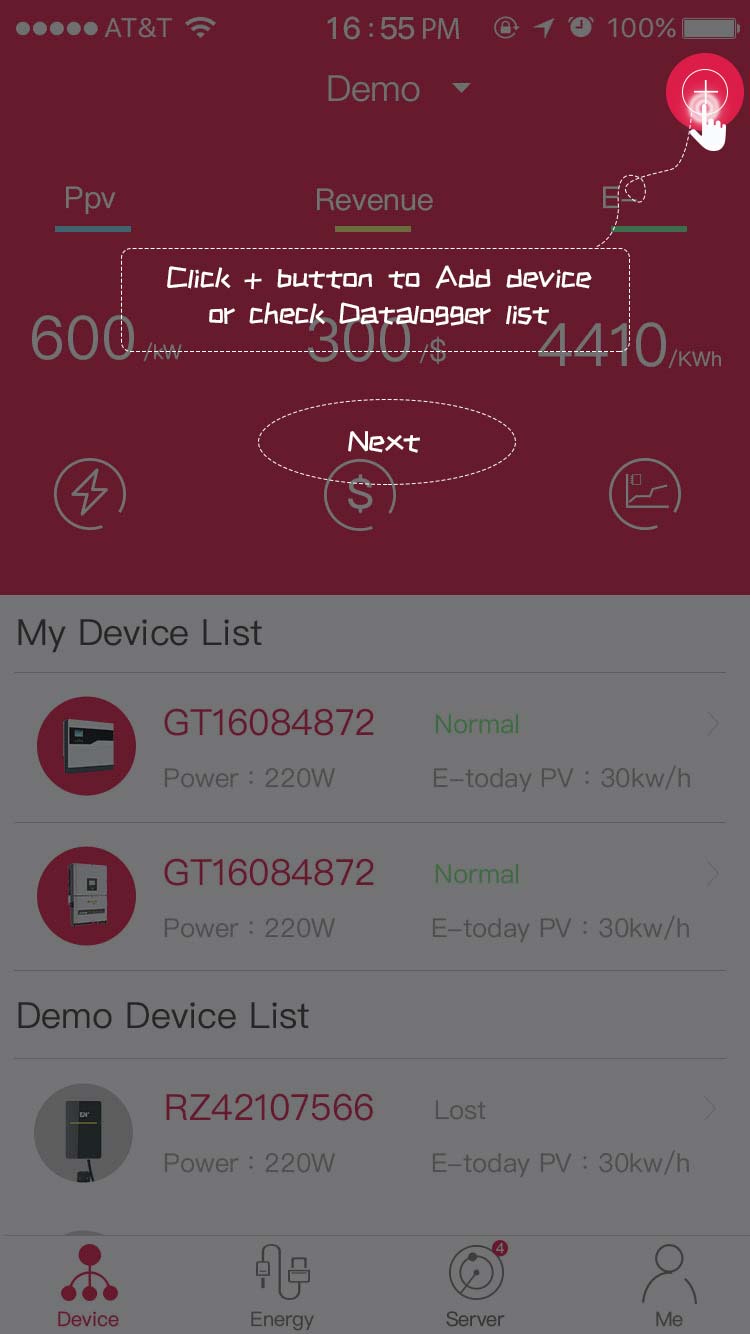 AT&T 16:55 PM 100%
Demo
Ppv Revenue E-
Click + button to Add device
or check Datalogger list
600/kW 300/$ 4410/KWh
Next
$
My Device List
GT16084872 Normal
Power：220W E-today PV：30kw/h
GT16084872 Normal
Power：220W E-today PV：30kw/h
Demo Device List
RZ42107566 Lost
Power：220W E-today PV：30kw/h
4
Device Energy Server Me